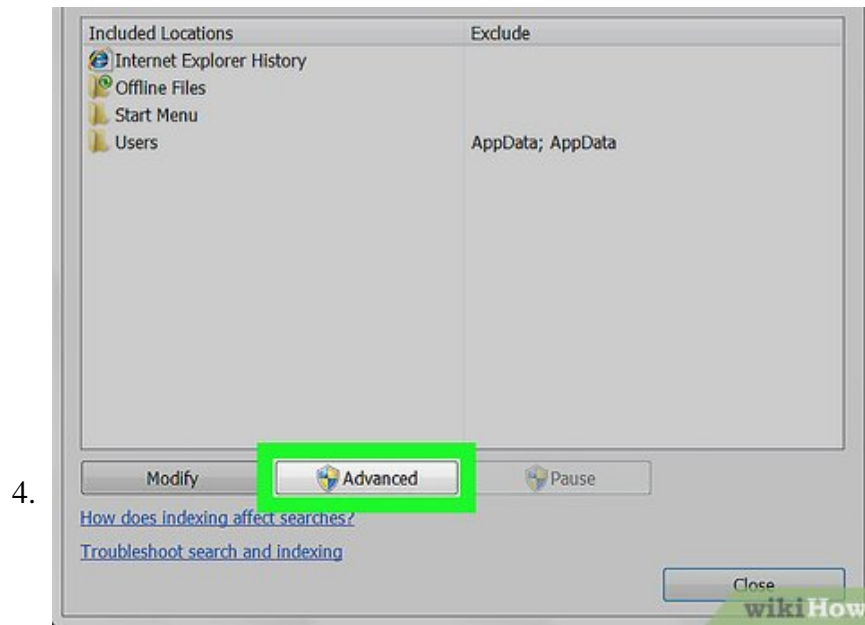 Included Locations Exclude
Internet Explorer History
Offline Files
Start Menu
Users AppData; AppData
4.
Modify Advanced Pause
How does indexing affect searches?
Troubleshoot search and indexing
Close
wikiHow